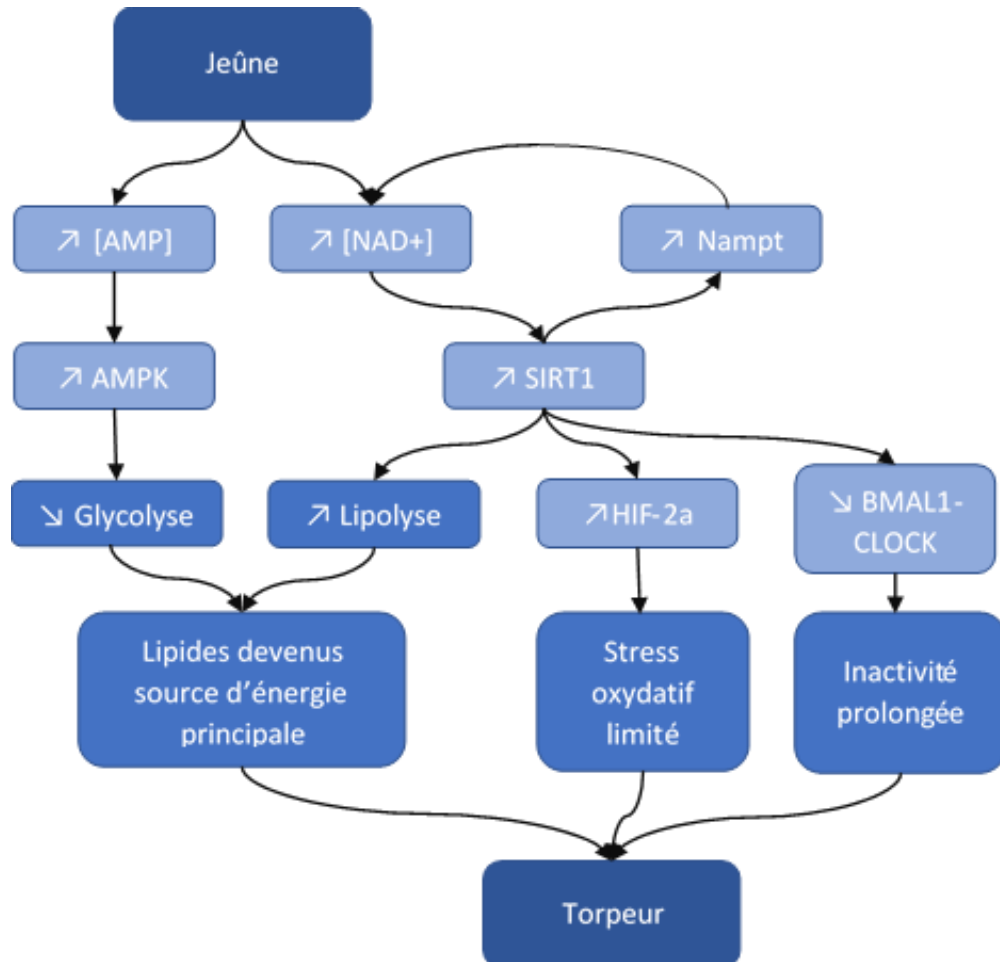 Jeûne
↗ [AMP]
↗ [NAD+]
↗ Nampt
↗ AMPK
↗ SIRT1
↘ Glycolyse
↗ Lipolyse
↗HIF-2a
↘ BMAL1-
CLOCK
Lipides devenus
source d'énergie
principale
Stress
oxydatif
limité
Inactivité
prolongée
Torpeur